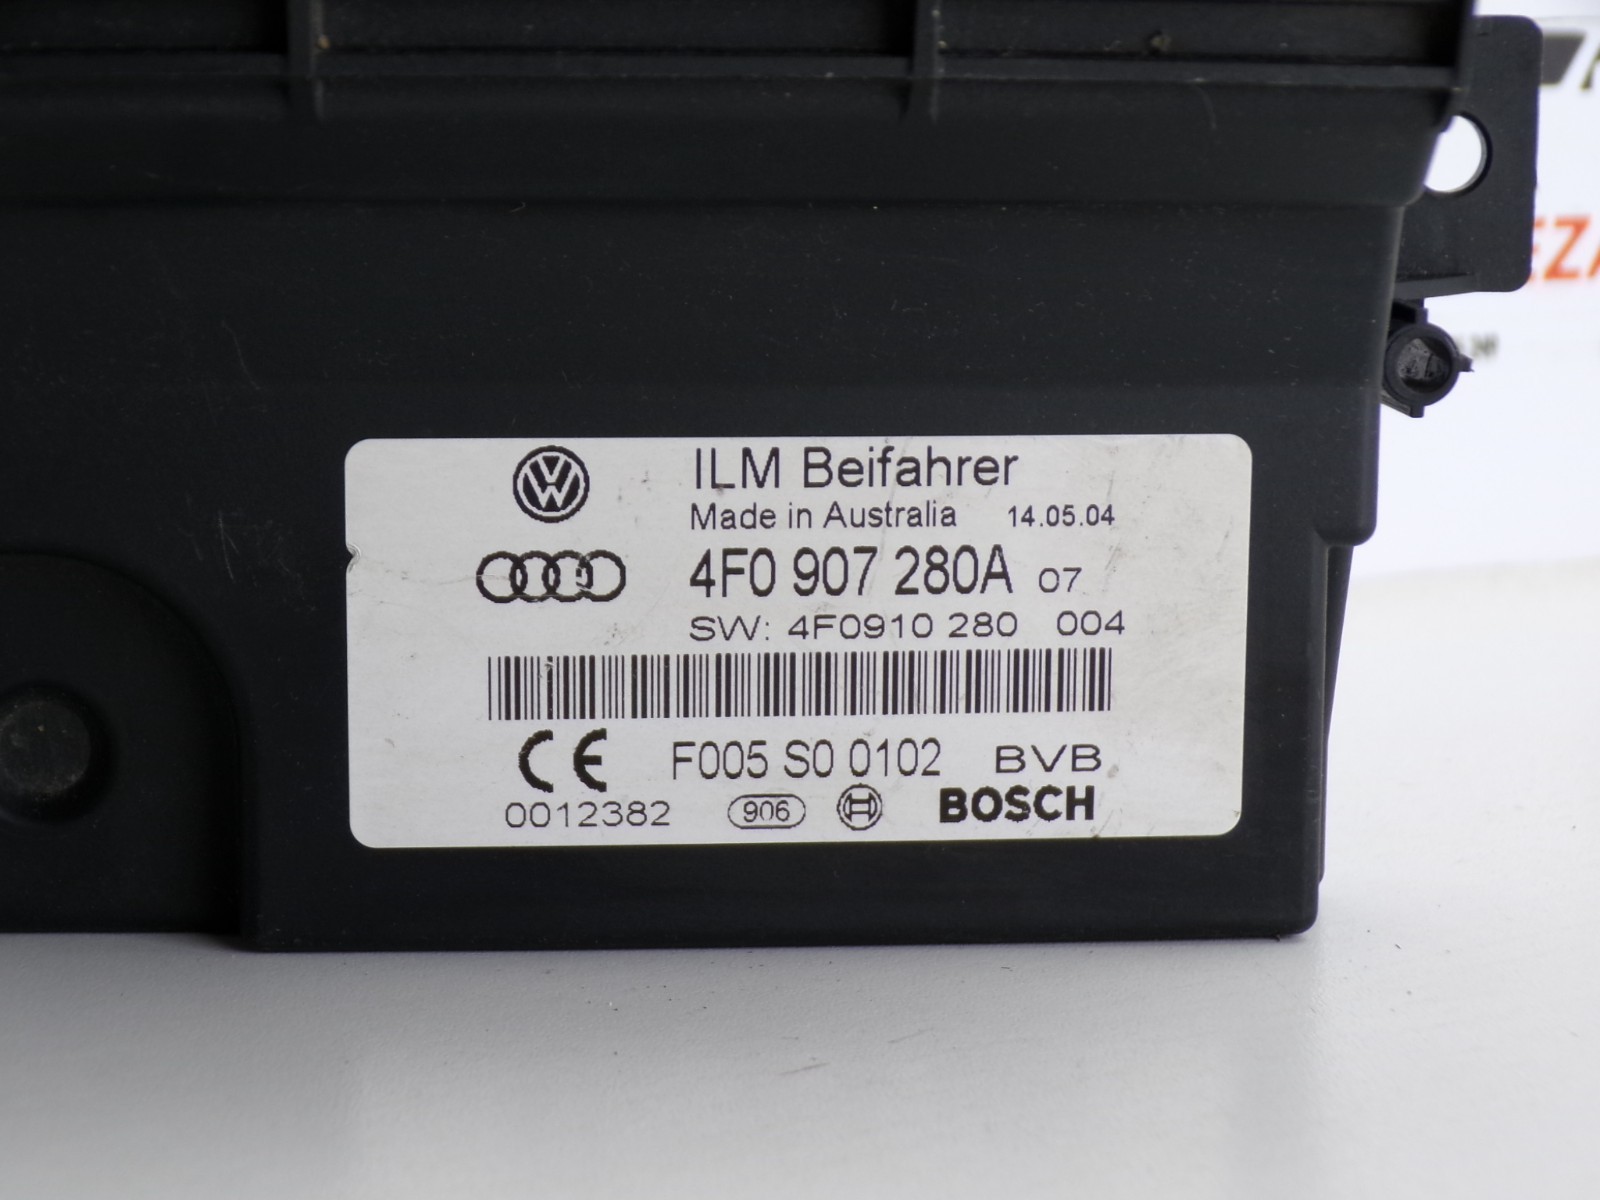 ILM Beifahrer
Made in Australia 14.05.04
4F0 907 280A 07
SW: 4F0910 280 004
F005 S0 0102 BVB
CE
0012382 906 BOSCH